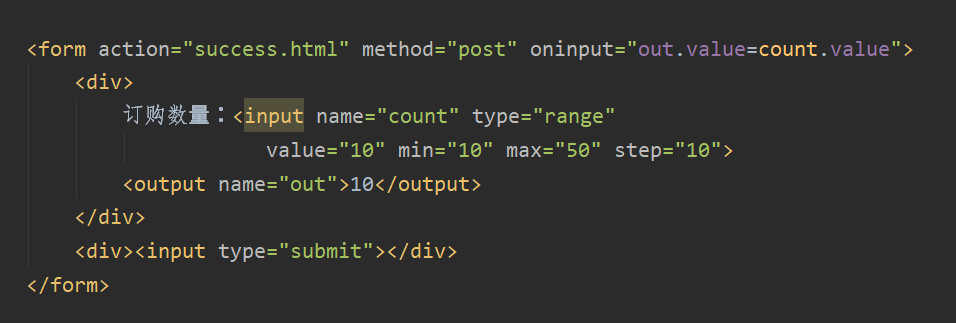 <form action="success.html" method="post" oninput="out.value=count.value">
<div>
订购数量：<input name="count" type="range"
value="10" min="10" max="50" step="10">
<output name="out">10</output>
</div>
<div><input type="submit"></div>
</form>